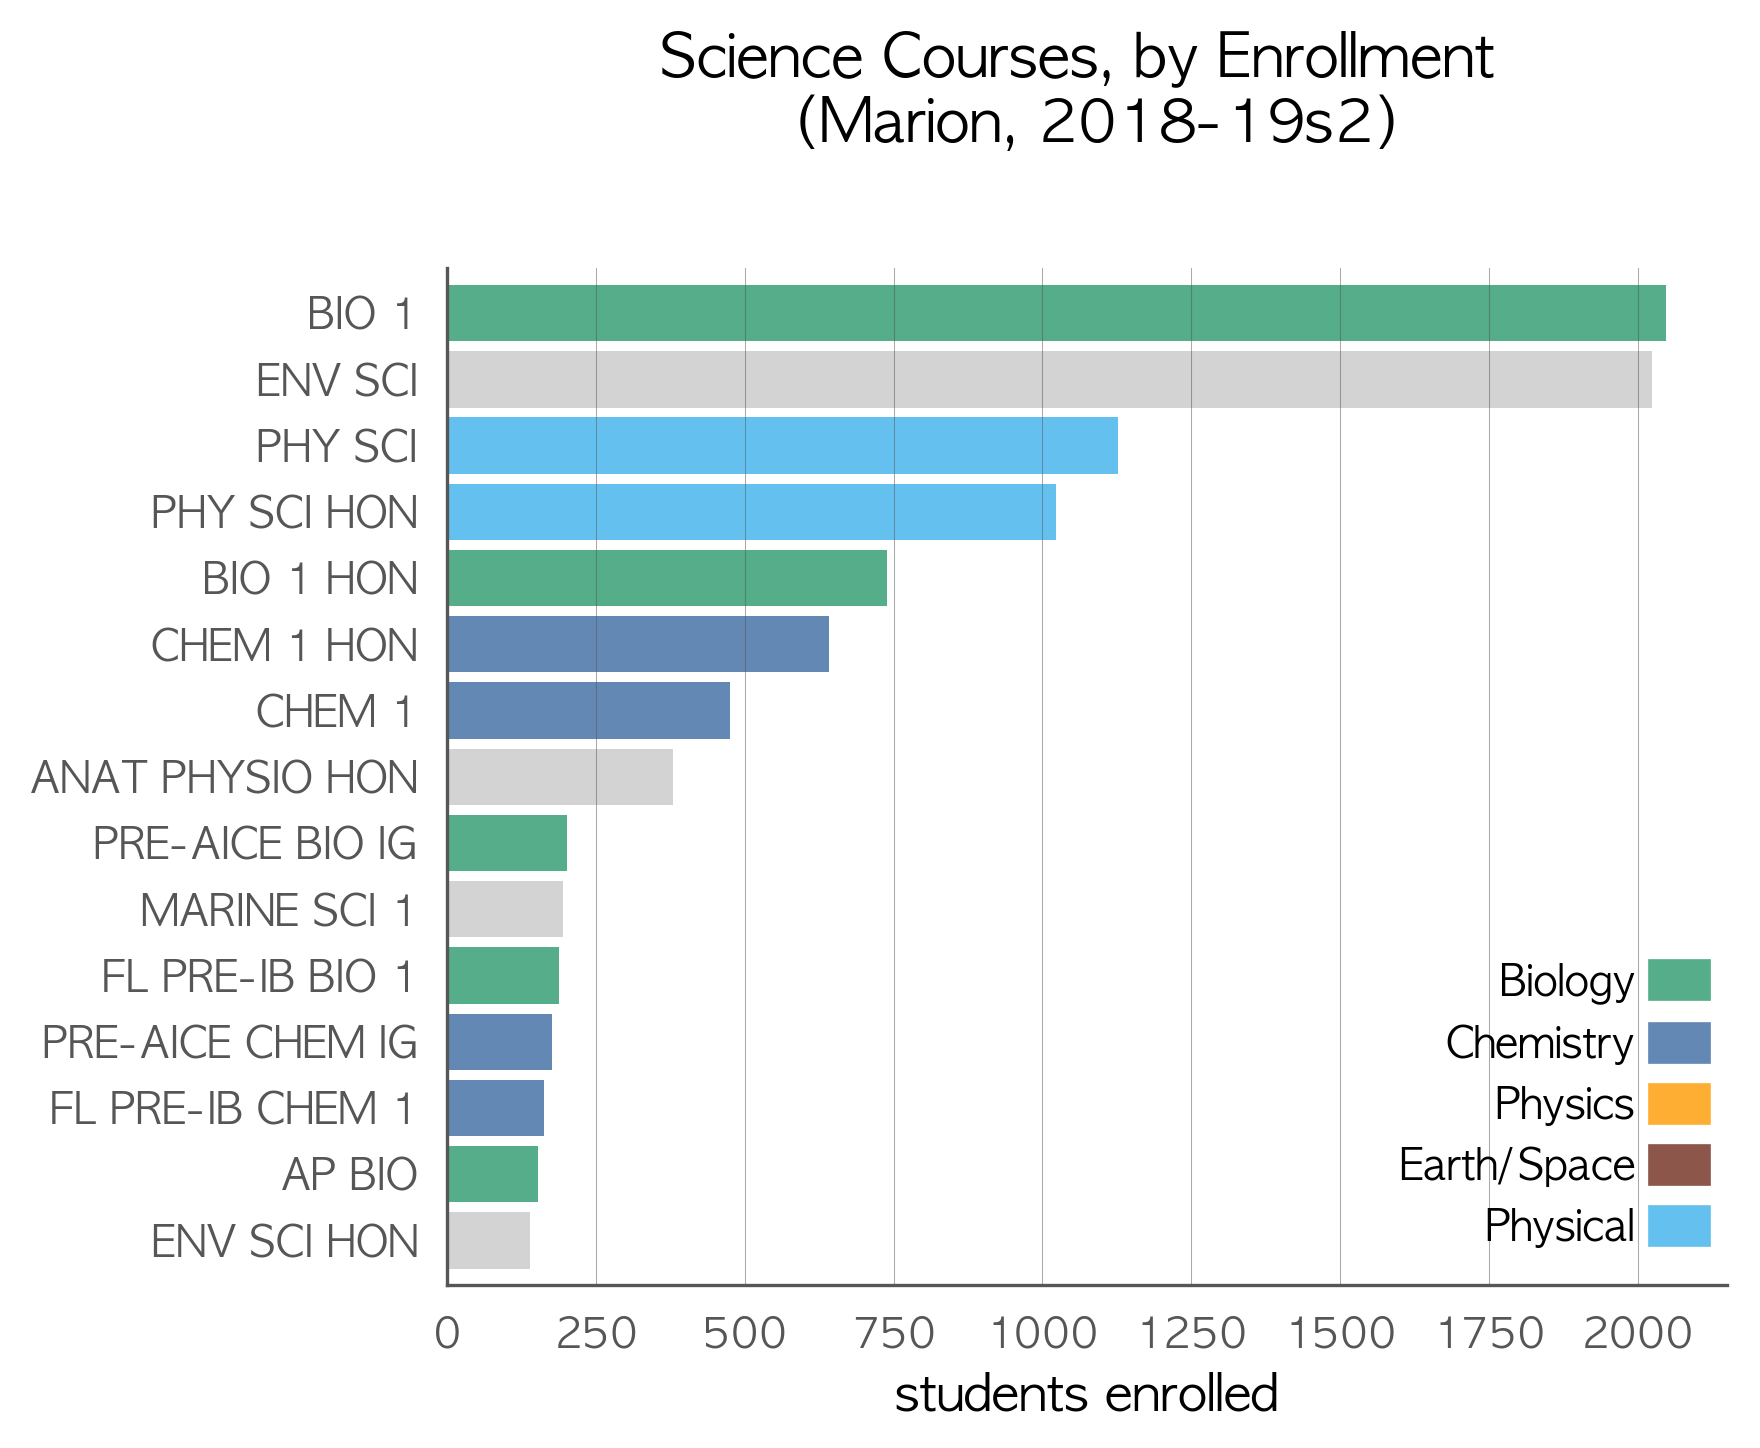 Science Courses, by Enrollment
(Marion, 2018-19s2)
BIO 1
ENV SCI
PHY SCI
PHY SCI HON
BIO 1 HON
CHEM 1 HON
CHEM 1
ANAT PHYSIO HON
PRE-AICE BIO IG
MARINE SCI 1
FL PRE-IB BIO 1
PRE-AICE CHEM IG
FL PRE-IB CHEM 1
AP BIO
ENV SCI HON
Biology
Chemistry
Physics
Earth/Space
Physical
0 250 500 750 1000 1250 1500 1750 2000
students enrolled